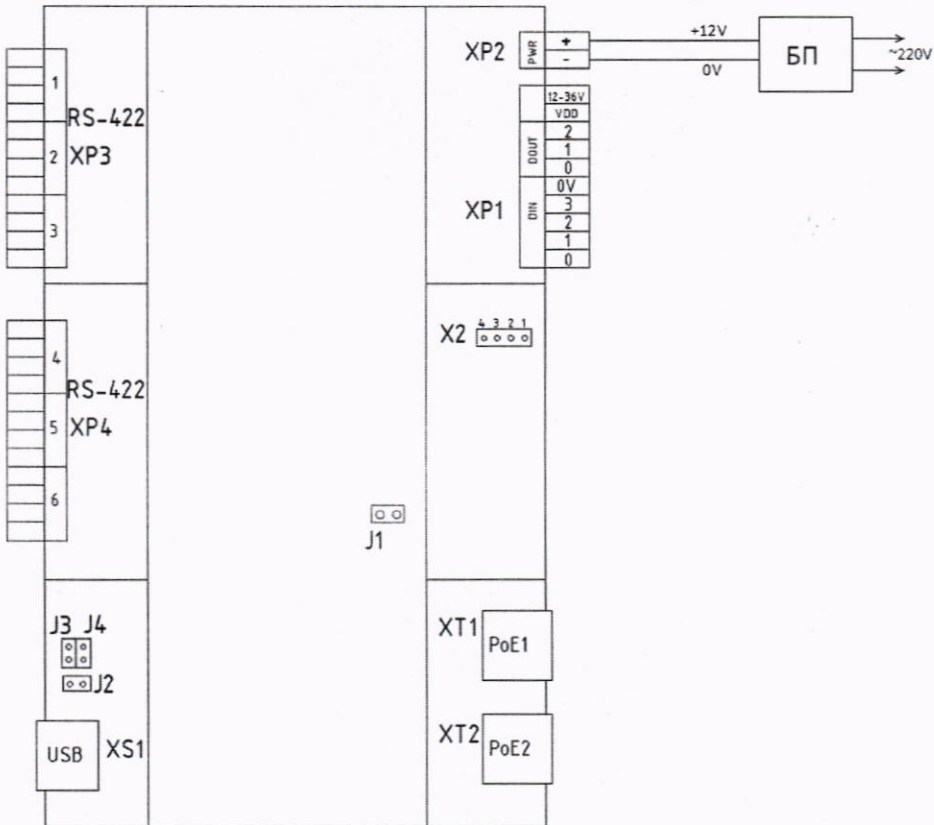 XP2
PWR
+
-
+12V
0V
БП
~220V
1
RS-422
2
XP3
3
12-36V
VDD
DOUT
2
1
0
XP1
DIN
0V
3
2
1
0
4
RS-422
5
XP4
6
X2
4 3 2 1
J1
J3 J4
J2
USB
XS1
XT1
PoE1
XT2
PoE2